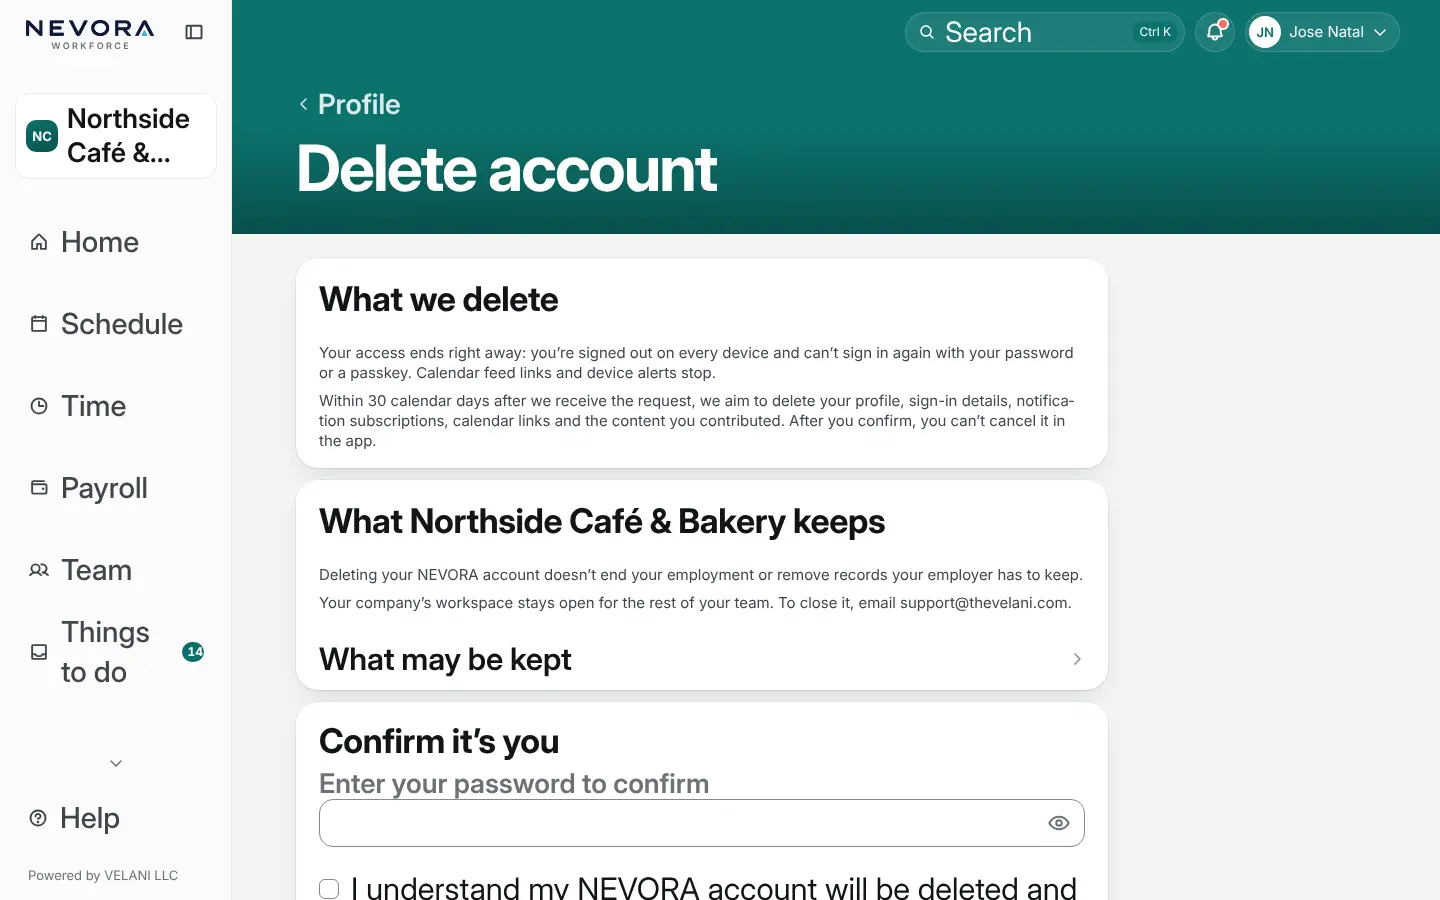 NEVORA
WORKFORCE
Search
Ctrl K
JN
Jose Natal
NC
Northside
Café &...
Home
Schedule
Time
Payroll
Team
Things
to do
14
Help
Powered by VELANI LLC
Profile
Delete account
What we delete
Your access ends right away: you’re signed out on every device and can’t sign in again with your password
or a passkey. Calendar feed links and device alerts stop.
Within 30 calendar days after we receive the request, we aim to delete your profile, sign-in details, notifica-
tion subscriptions, calendar links and the content you contributed. After you confirm, you can’t cancel it in
the app.
What Northside Café & Bakery keeps
Deleting your NEVORA account doesn’t end your employment or remove records your employer has to keep.
Your company’s workspace stays open for the rest of your team. To close it, email support@thevelani.com.
What may be kept
Confirm it’s you
Enter your password to confirm
I understand my NEVORA account will be deleted and